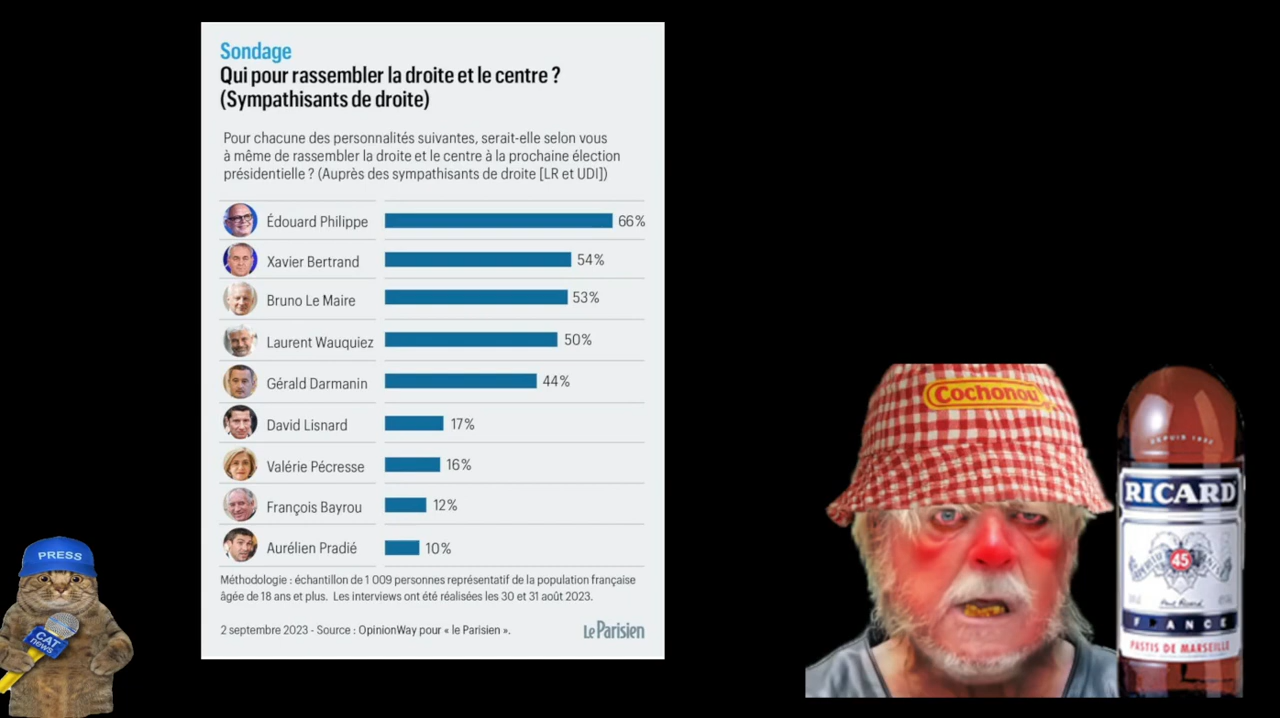 Sondage
Qui pour rassembler la droite et le centre ?
(Sympathisants de droite)
Pour chacune des personnalités suivantes, serait-elle selon vous
à même de rassembler la droite et le centre à la prochaine élection
présidentielle ? (Auprès des sympathisants de droite [LR et UDI])
Édouard Philippe 66%
Xavier Bertrand 54%
Bruno Le Maire 53%
Laurent Wauquiez 50%
Gérald Darmanin 44%
David Lisnard 17%
Valérie Pécresse 16%
François Bayrou 12%
Aurélien Pradié 10%
Méthodologie : échantillon de 1 009 personnes représentatif de la population française
âgée de 18 ans et plus. Les interviews ont été réalisées les 30 et 31 août 2023.
2 septembre 2023 - Source : OpinionWay pour « le Parisien ».
Le Parisien
PRESS
CAT
news
Cochonou
DEPUIS 1932
RICARD
45
Paul Ricard
FRANCE
PASTIS DE MARSEILLE